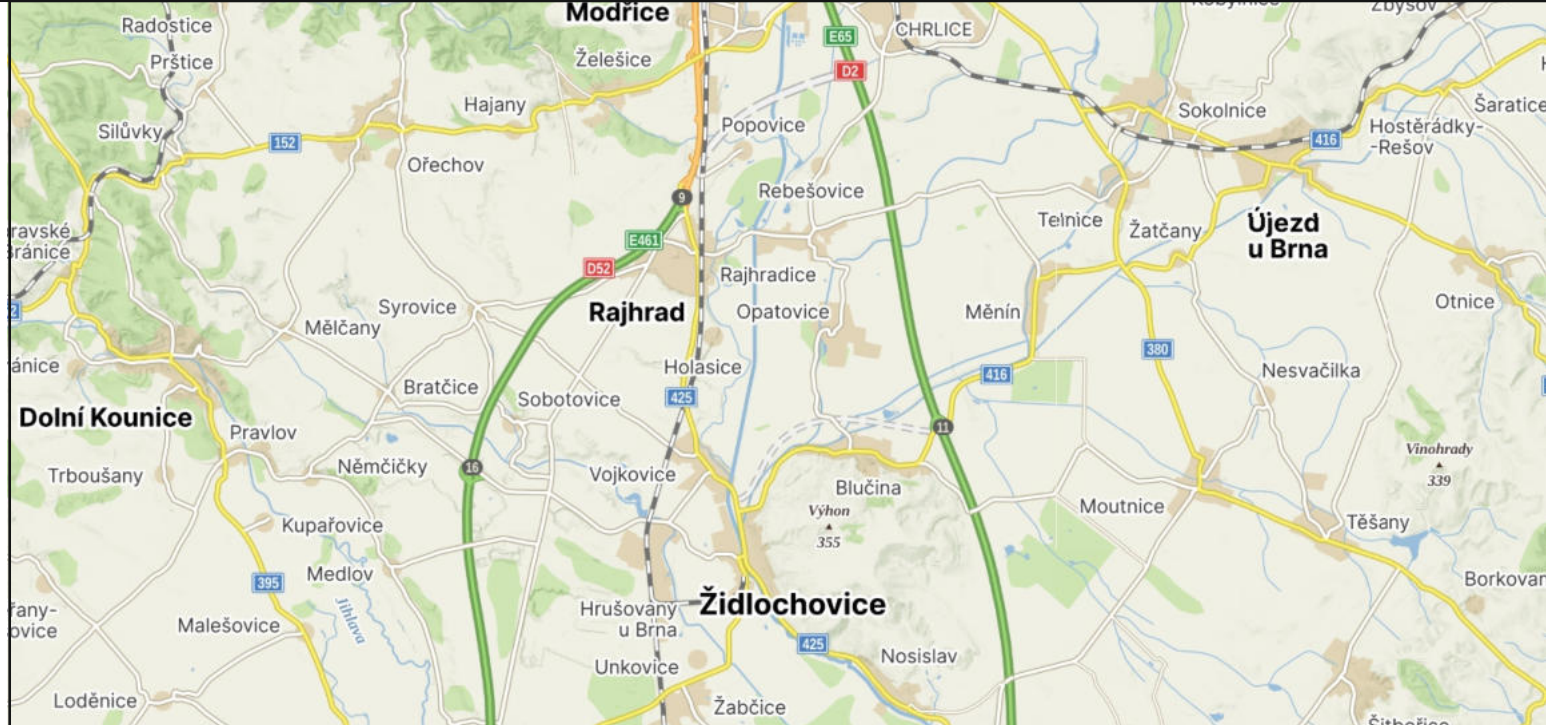 Modřice
Radostice
Prštice
Želešice
E65
CHRLICE
D2
Zbýšov
Hajany
Silůvky
152
Ořechov
Popovice
Sokolnice
416
Šaratice
Hostěrádky-
-Rešov
9
Rebešovice
Telnice
Žatčany
Újezd
u Brna
E461
D52
Rajhradice
Rajhrad
Opatovice
Syrovice
Mělčany
Měnín
Otnice
380
Holasice
425
416
Nesvačilka
Bratčice
Sobotovice
Dolní Kounice
Pravlov
11
Trboušany
Němčičky
16
Vojkovice
Blučina
Vinohrady
339
Výhon
355
Moutnice
Těšany
Kupařovice
395
Medlov
Jihlava
Malešovice
Hrušovany
u Brna
Židlochovice
425
Unkovice
Nosislav
Loděnice
Žabčice